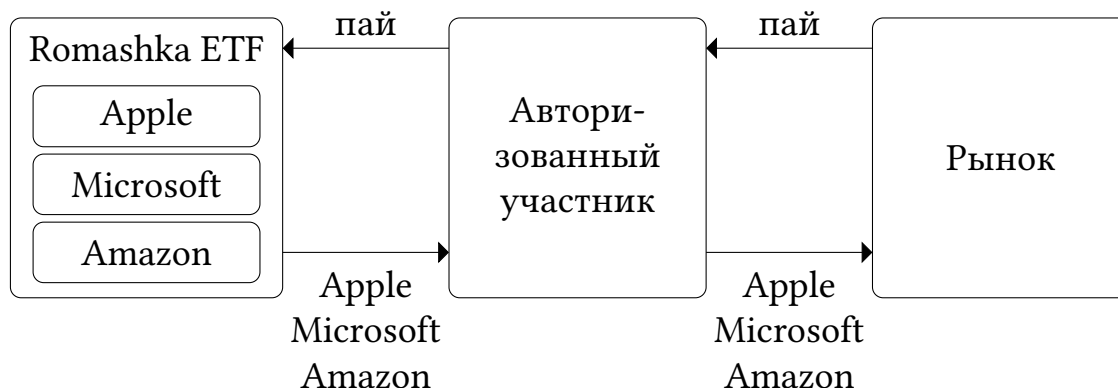 Romashka ETF
Apple
Microsoft
Amazon
пай
Apple
Microsoft
Amazon
Автори-
зованный
участник
пай
Apple
Microsoft
Amazon
Рынок